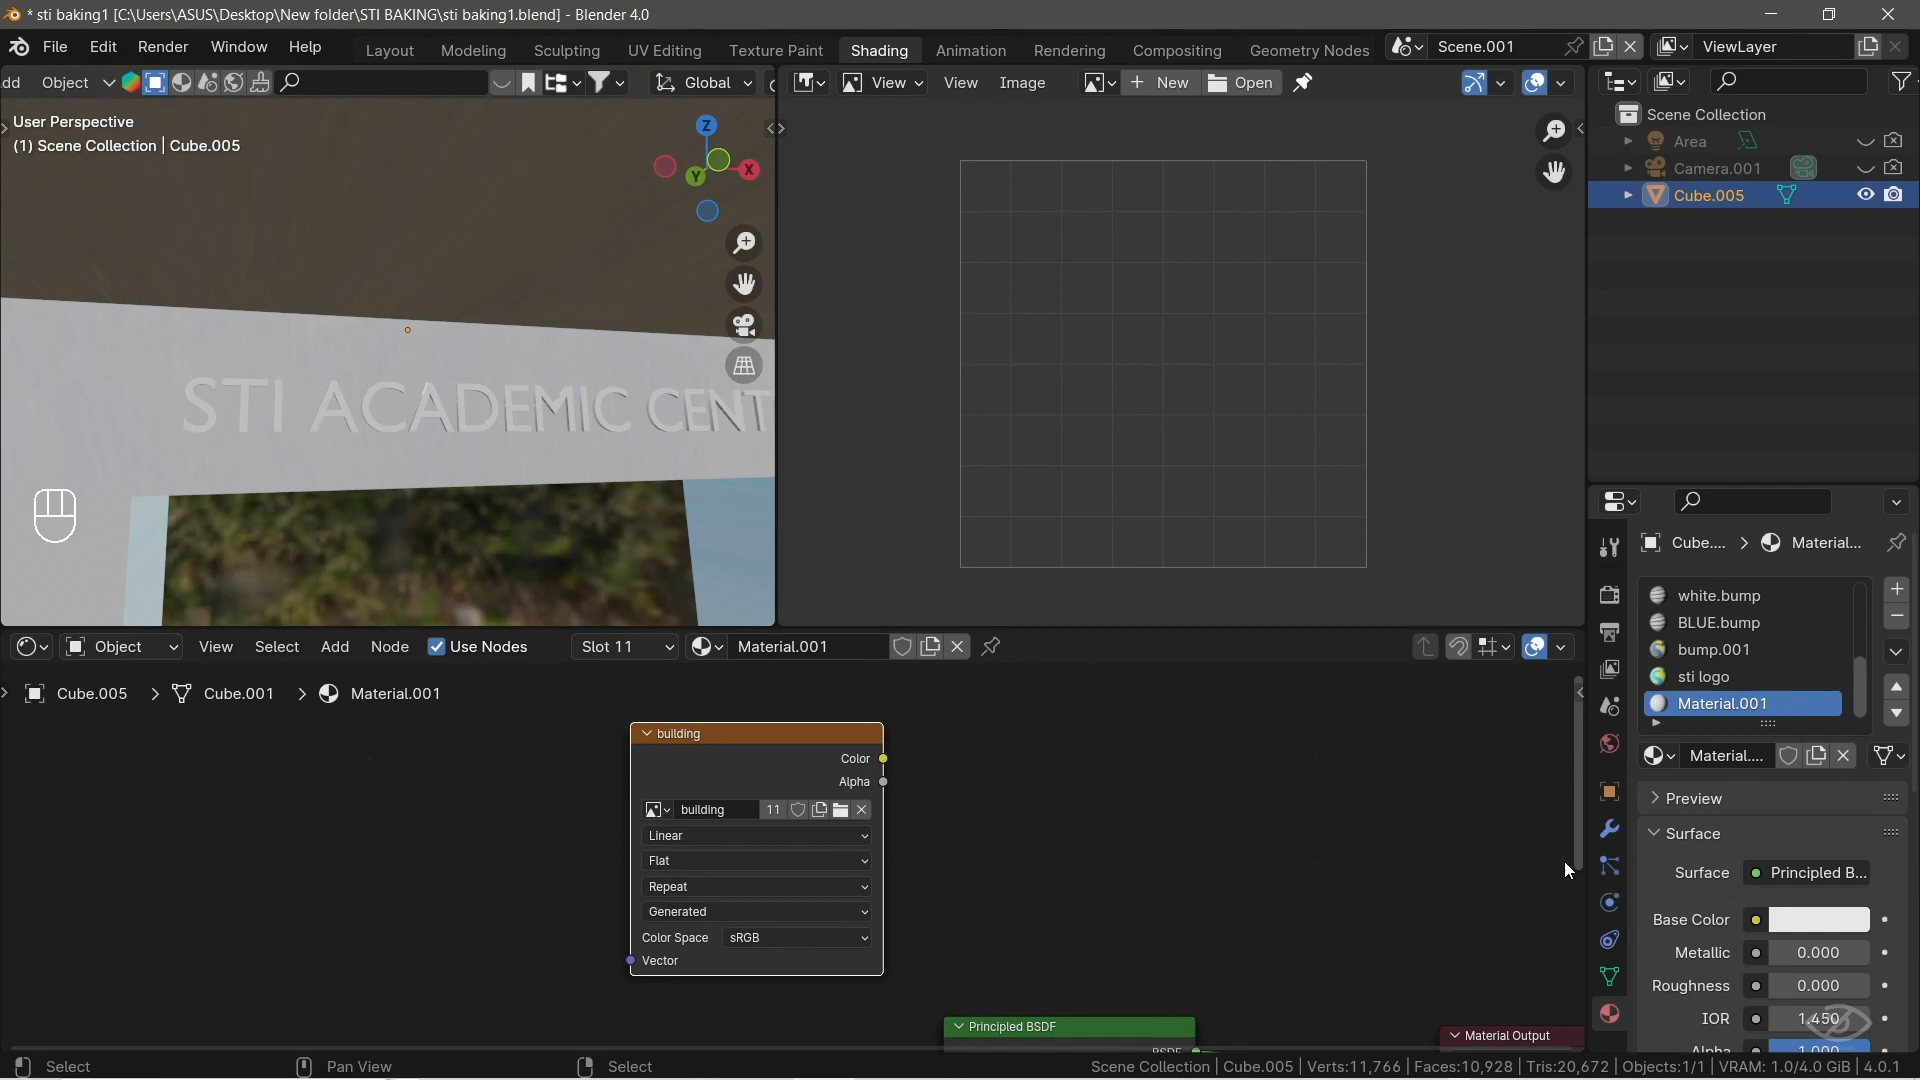 * sti baking1 [C:\Users\ASUS\Desktop\New folder\STI BAKING\sti baking1.blend] - Blender 4.0
File Edit Render Window Help Layout Modeling Sculpting UV Editing Texture Paint Shading Animation Rendering Compositing Geometry Nodes Scene.001 ViewLayer
dd Object Global View View Image New Open
User Perspective
(1) Scene Collection | Cube.005
Z
X
Y
STI ACADEMIC CENT
Scene Collection
Area
Camera.001
Cube.005
Cube.... Material...
white.bump
BLUE.bump
bump.001
sti logo
Material.001
Material....
Preview
Surface
Surface Principled B...
Base Color
Metallic 0.000
Roughness 0.000
IOR 1.450
Alpha 1.000
Object View Select Add Node Use Nodes Slot 11 Material.001
Cube.005 Cube.001 Material.001
building
Color
Alpha
building 11
Linear
Flat
Repeat
Generated
Color Space sRGB
Vector
Principled BSDF
BSDF
Material Output
Select Pan View Select Scene Collection | Cube.005 | Verts:11,766 | Faces:10,928 | Tris:20,672 | Objects:1/1 | VRAM: 1.0/4.0 GiB | 4.0.1